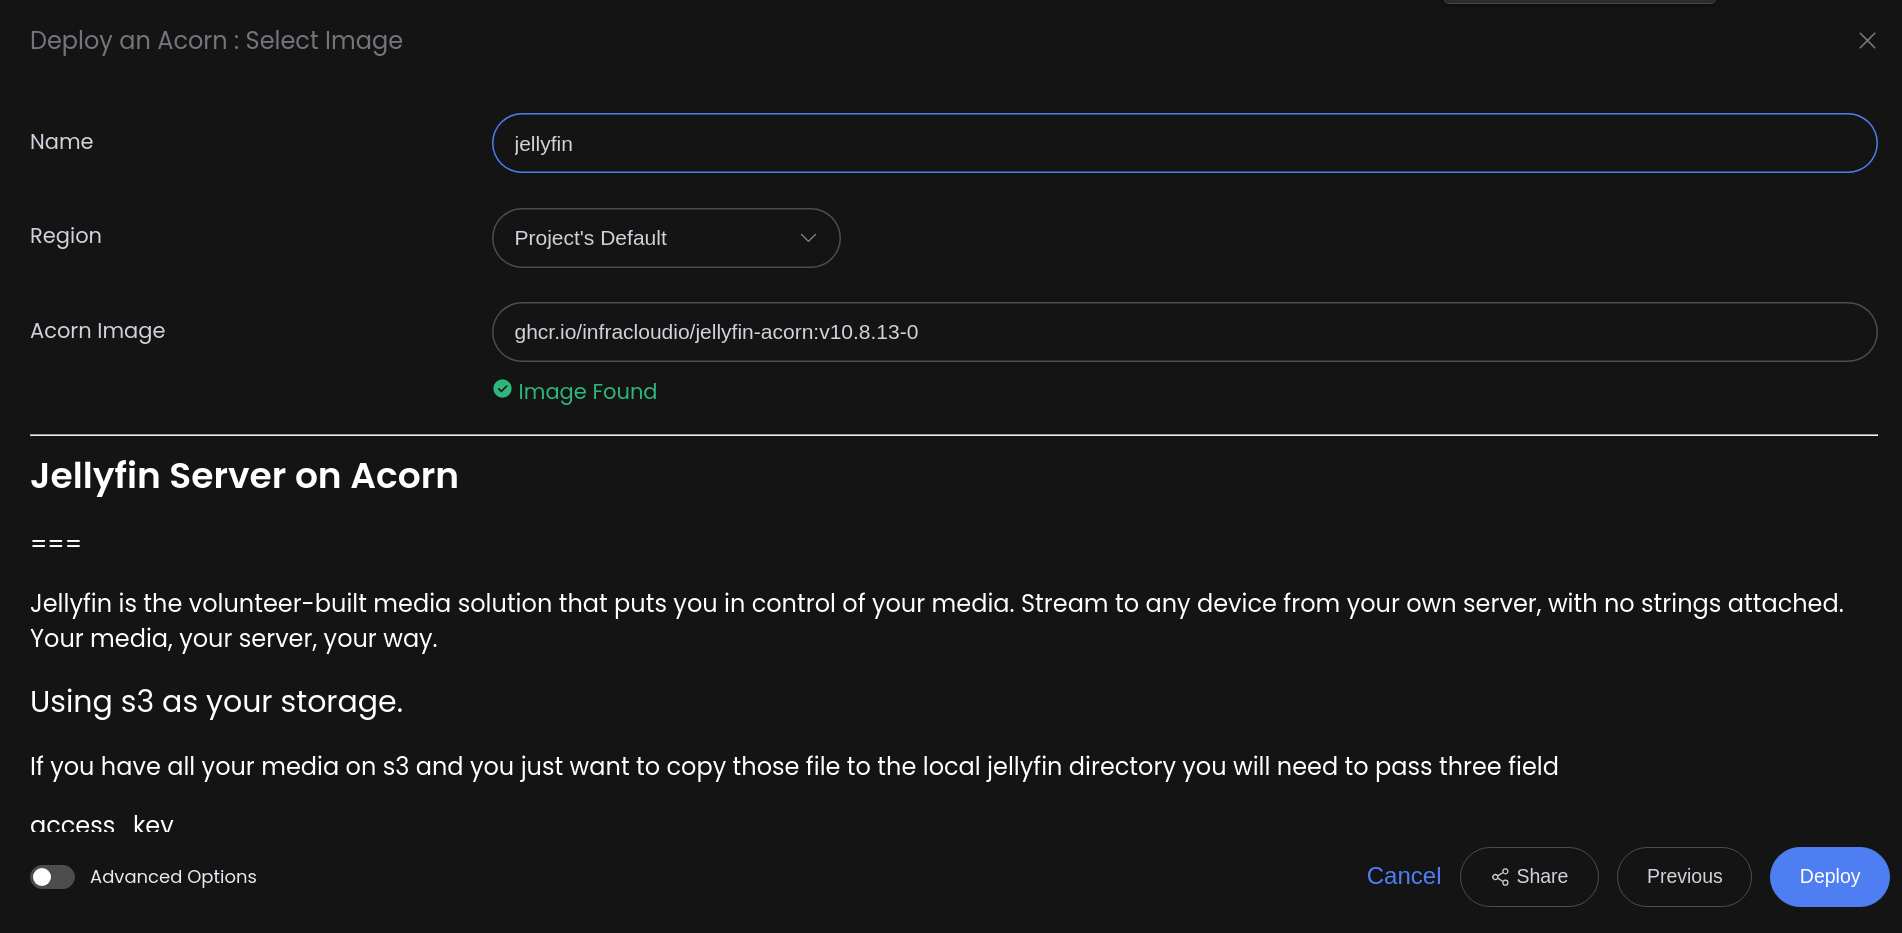 Deploy an Acorn : Select Image
Name
jellyfin
Region
Project's Default
Acorn Image
ghcr.io/infracloudio/jellyfin-acorn:v10.8.13-0
Image Found
Jellyfin Server on Acorn
===
Jellyfin is the volunteer-built media solution that puts you in control of your media. Stream to any device from your own server, with no strings attached.
Your media, your server, your way.
Using s3 as your storage.
If you have all your media on s3 and you just want to copy those file to the local jellyfin directory you will need to pass three field
access_key
Advanced Options
Cancel
Share
Previous
Deploy